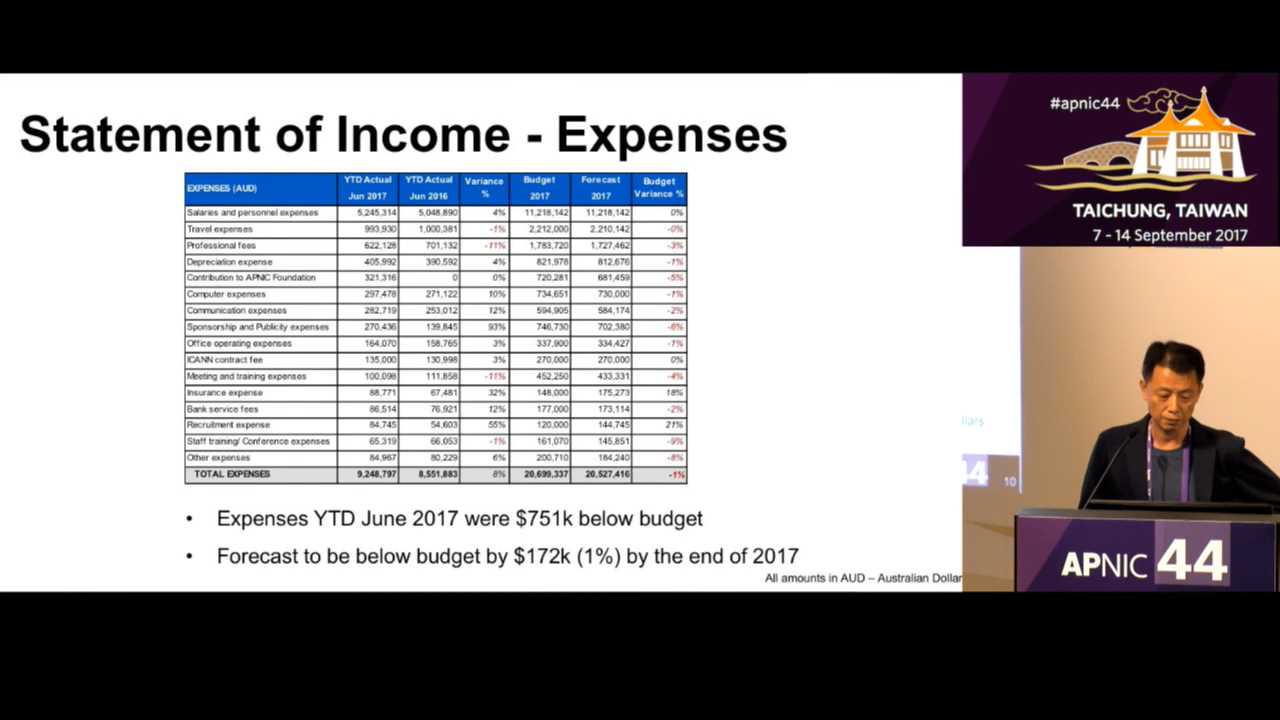 Statement of Income - Expenses
EXPENSES (AUD) YTD Actual Jun 2017 YTD Actual Jun 2016 Variance % Budget 2017 Forecast 2017 Budget Variance %
Salaries and personnel expenses 5,245,314 5,048,890 4% 11,218,142 11,218,142 0%
Travel expenses 993,930 1,000,381 -1% 2,212,000 2,210,142 -0%
Professional fees 622,128 701,132 -11% 1,783,720 1,727,462 -3%
Depreciation expense 405,992 390,592 4% 821,978 812,676 -1%
Contribution to APNIC Foundation 321,316 0 0% 720,281 681,459 -5%
Computer expenses 297,478 271,122 10% 734,651 730,000 -1%
Communication expenses 282,719 253,012 12% 594,905 584,174 -2%
Sponsorship and Publicity expenses 270,436 139,845 93% 746,730 702,380 -6%
Office operating expenses 164,070 158,765 3% 337,900 334,427 -1%
ICANN contract fee 135,000 130,998 3% 270,000 270,000 0%
Meeting and training expenses 100,098 111,858 -11% 452,250 433,331 -4%
Insurance expense 88,771 67,481 32% 148,000 175,273 18%
Bank service fees 86,514 76,921 12% 177,000 173,114 -2%
Recruitment expense 84,745 54,603 55% 120,000 144,745 21%
Staff training/ Conference expenses 65,319 66,053 -1% 161,070 145,851 -9%
Other expenses 84,967 80,229 6% 200,710 184,240 -8%
TOTAL EXPENSES 9,248,797 8,551,883 8% 20,699,337 20,527,416 -1%
• Expenses YTD June 2017 were $751k below budget
• Forecast to be below budget by $172k (1%) by the end of 2017
All amounts in AUD – Australian Dollar
#apnic44
TAICHUNG, TAIWAN
7 - 14 September 2017
llars
44 10
APNIC 44